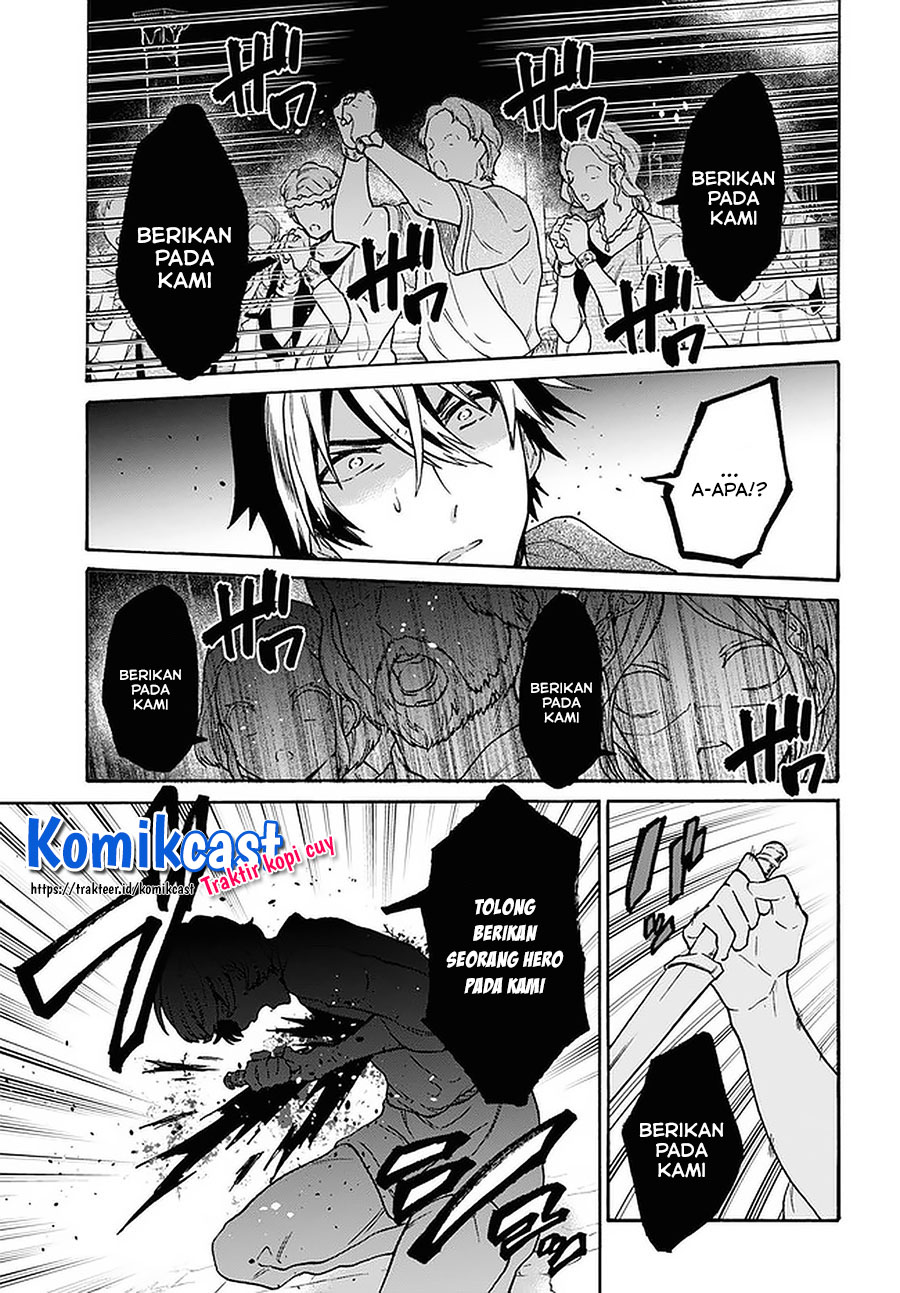 ザワ
ザワ
BERIKAN
PADA
KAMI
BERIKAN
PADA
KAMI
ザワ
ザワ
...
A-APA!?
ザワ
BERIKAN
PADA
KAMI
BERIKAN
PADA
KAMI
ザワ
BERIKAN
PADA
KAMI
TOLONG
BERIKAN
SEORANG HERO
PADA KAMI
Komikcast
Traktir kopi cuy
https://trakteer.id/komikcast